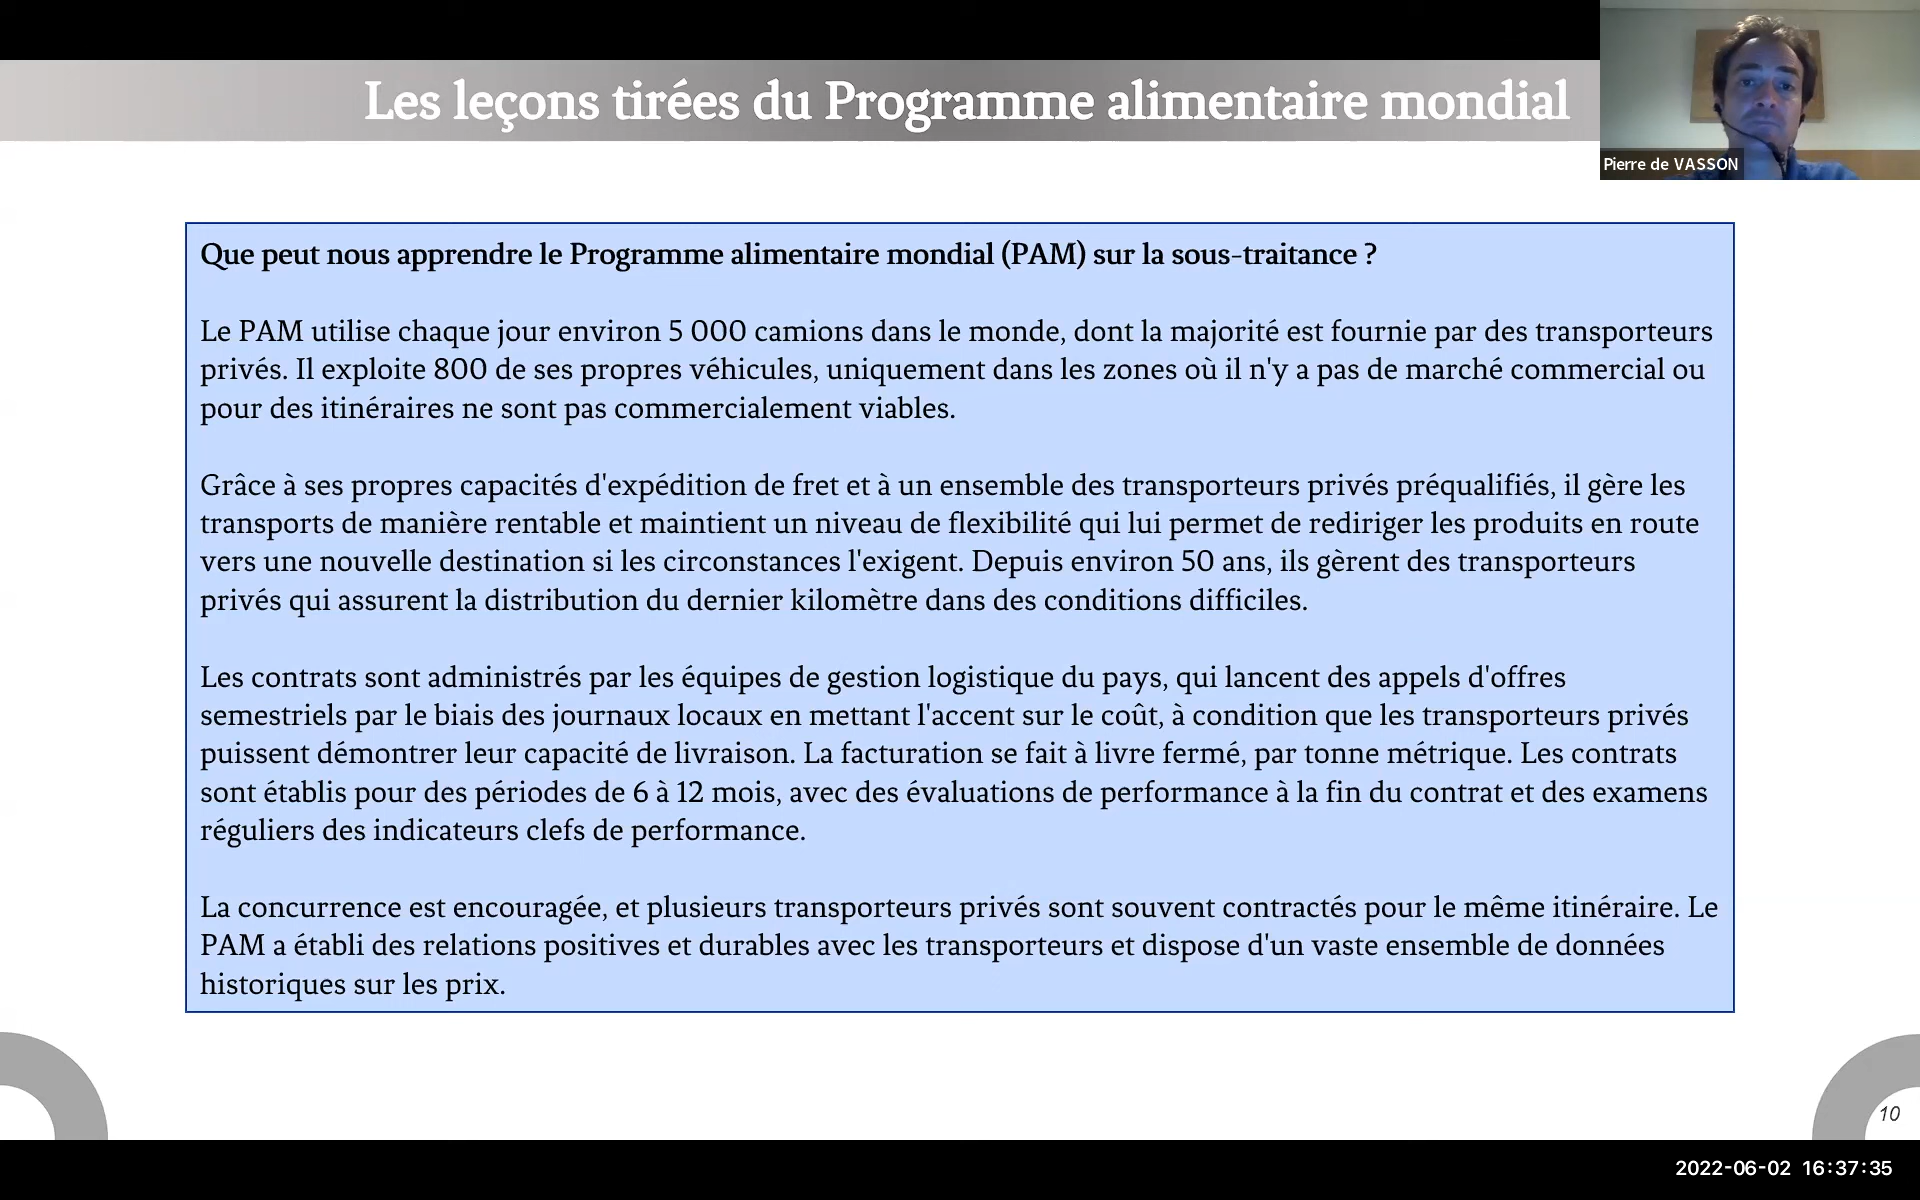 Les leçons tirées du Programme alimentaire mondial
Pierre de VASSON
Que peut nous apprendre le Programme alimentaire mondial (PAM) sur la sous-traitance ?
Le PAM utilise chaque jour environ 5 000 camions dans le monde, dont la majorité est fournie par des transporteurs
privés. Il exploite 800 de ses propres véhicules, uniquement dans les zones où il n'y a pas de marché commercial ou
pour des itinéraires ne sont pas commercialement viables.
Grâce à ses propres capacités d'expédition de fret et à un ensemble des transporteurs privés préqualifiés, il gère les
transports de manière rentable et maintient un niveau de flexibilité qui lui permet de rediriger les produits en route
vers une nouvelle destination si les circonstances l'exigent. Depuis environ 50 ans, ils gèrent des transporteurs
privés qui assurent la distribution du dernier kilomètre dans des conditions difficiles.
Les contrats sont administrés par les équipes de gestion logistique du pays, qui lancent des appels d'offres
semestriels par le biais des journaux locaux en mettant l'accent sur le coût, à condition que les transporteurs privés
puissent démontrer leur capacité de livraison. La facturation se fait à livre fermé, par tonne métrique. Les contrats
sont établis pour des périodes de 6 à 12 mois, avec des évaluations de performance à la fin du contrat et des examens
réguliers des indicateurs clefs de performance.
La concurrence est encouragée, et plusieurs transporteurs privés sont souvent contractés pour le même itinéraire. Le
PAM a établi des relations positives et durables avec les transporteurs et dispose d'un vaste ensemble de données
historiques sur les prix.
10
2022-06-02 16:37:35